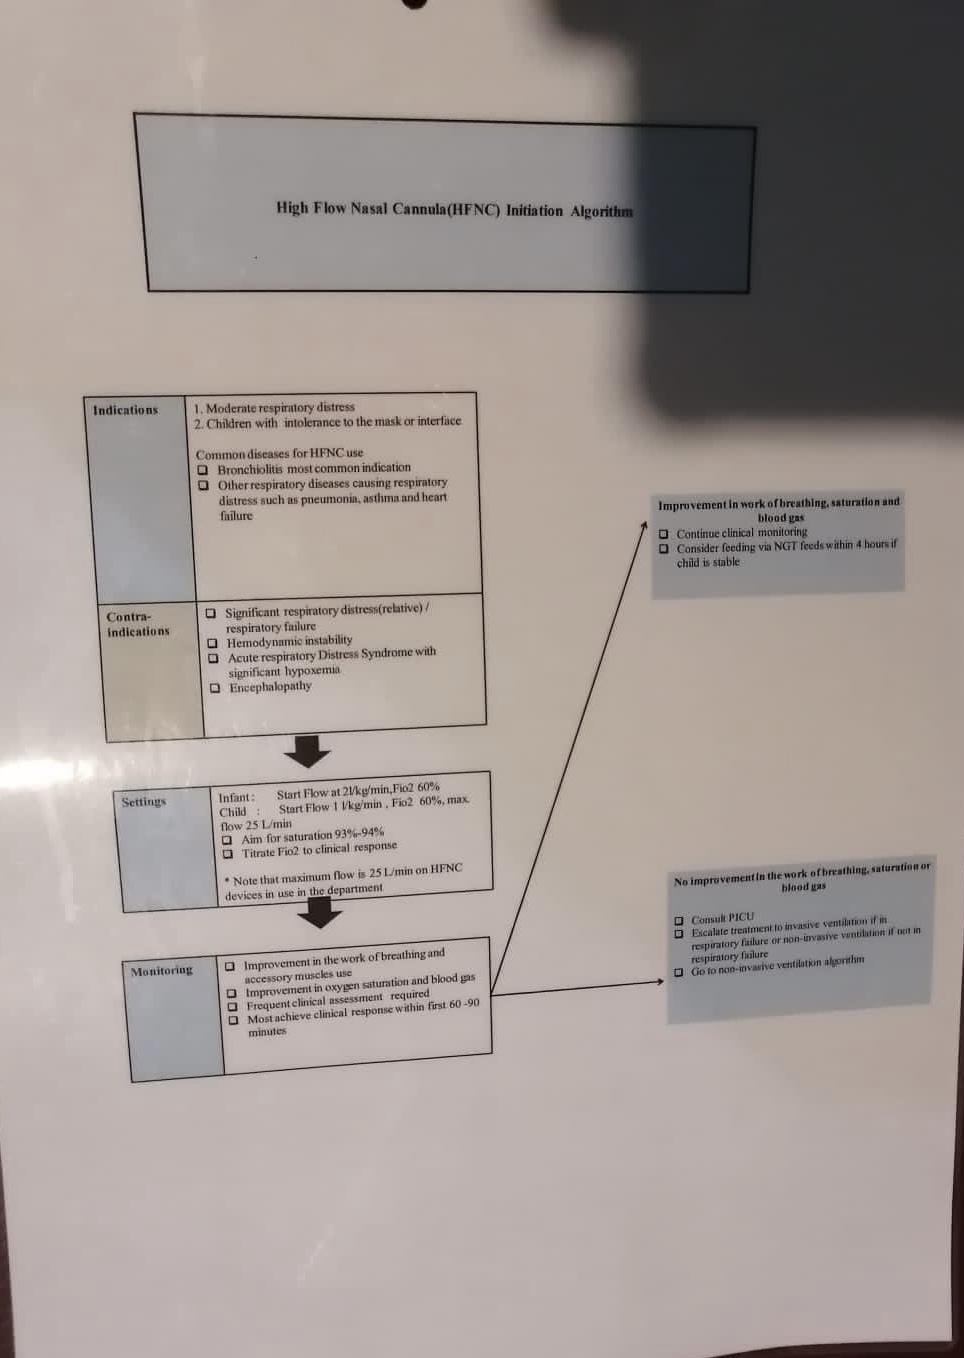 High Flow Nasal Cannula(HFNC) Initiation Algorithm
Indications
1. Moderate respiratory distress
2. Children with intolerance to the mask or interface
Common diseases for HFNC use
Bronchiolitis most common indication
Other respiratory diseases causing respiratory
distress such as pneumonia, asthma and heart
failure
Contra-
indications
Significant respiratory distress(relative) /
respiratory failure
Hemodynamic instability
Acute respiratory Distress Syndrome with
significant hypoxemia
Encephalopathy
Settings
Infant : Start Flow at 2l/kg/min,Fio2 60%
Child : Start Flow 1 l/kg/min , Fio2 60%, max.
flow 25 L/min
Aim for saturation 93%-94%
Titrate Fio2 to clinical response
* Note that maximum flow is 25 L/min on HFNC
devices in use in the department
Monitoring
Improvement in the work of breathing and
accessory muscles use
Improvement in oxygen saturation and blood gas
Frequent clinical assessment required
Most achieve clinical response within first 60 -90
minutes
Improvement in work of breathing, saturation and
blood gas
Continue clinical monitoring
Consider feeding via NGT feeds within 4 hours if
child is stable
No improvement in the work of breathing, saturation or
blood gas
Consult PICU
Escalate treatment to invasive ventilation if in
respiratory failure or non-invasive ventilation if not in
respiratory failure
Go to non-invasive ventilation algorithm